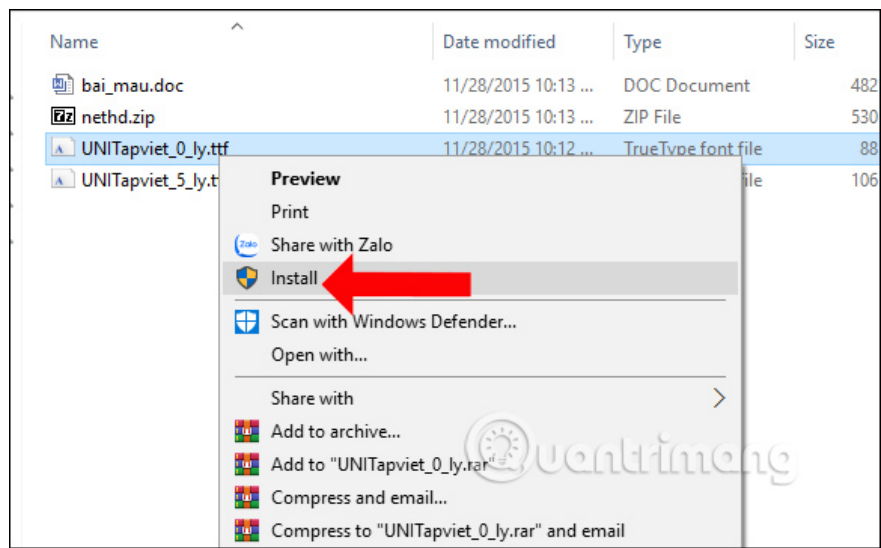 Name Date modified Type Size
bai_mau.doc 11/28/2015 10:13 ... DOC Document 482
nethd.zip 11/28/2015 10:13 ... ZIP File 530
UNITapviet_0_ly.ttf 11/28/2015 10:12 ... TrueType font file 88
UNITapviet_5_ly.t file 106
Preview
Print
Zalo Share with Zalo
Install
Scan with Windows Defender...
Open with...
Share with
Add to archive...
Add to "UNITapviet_0_ly.rar"
Quantrimang
Compress and email...
Compress to "UNITapviet_0_ly.rar" and email